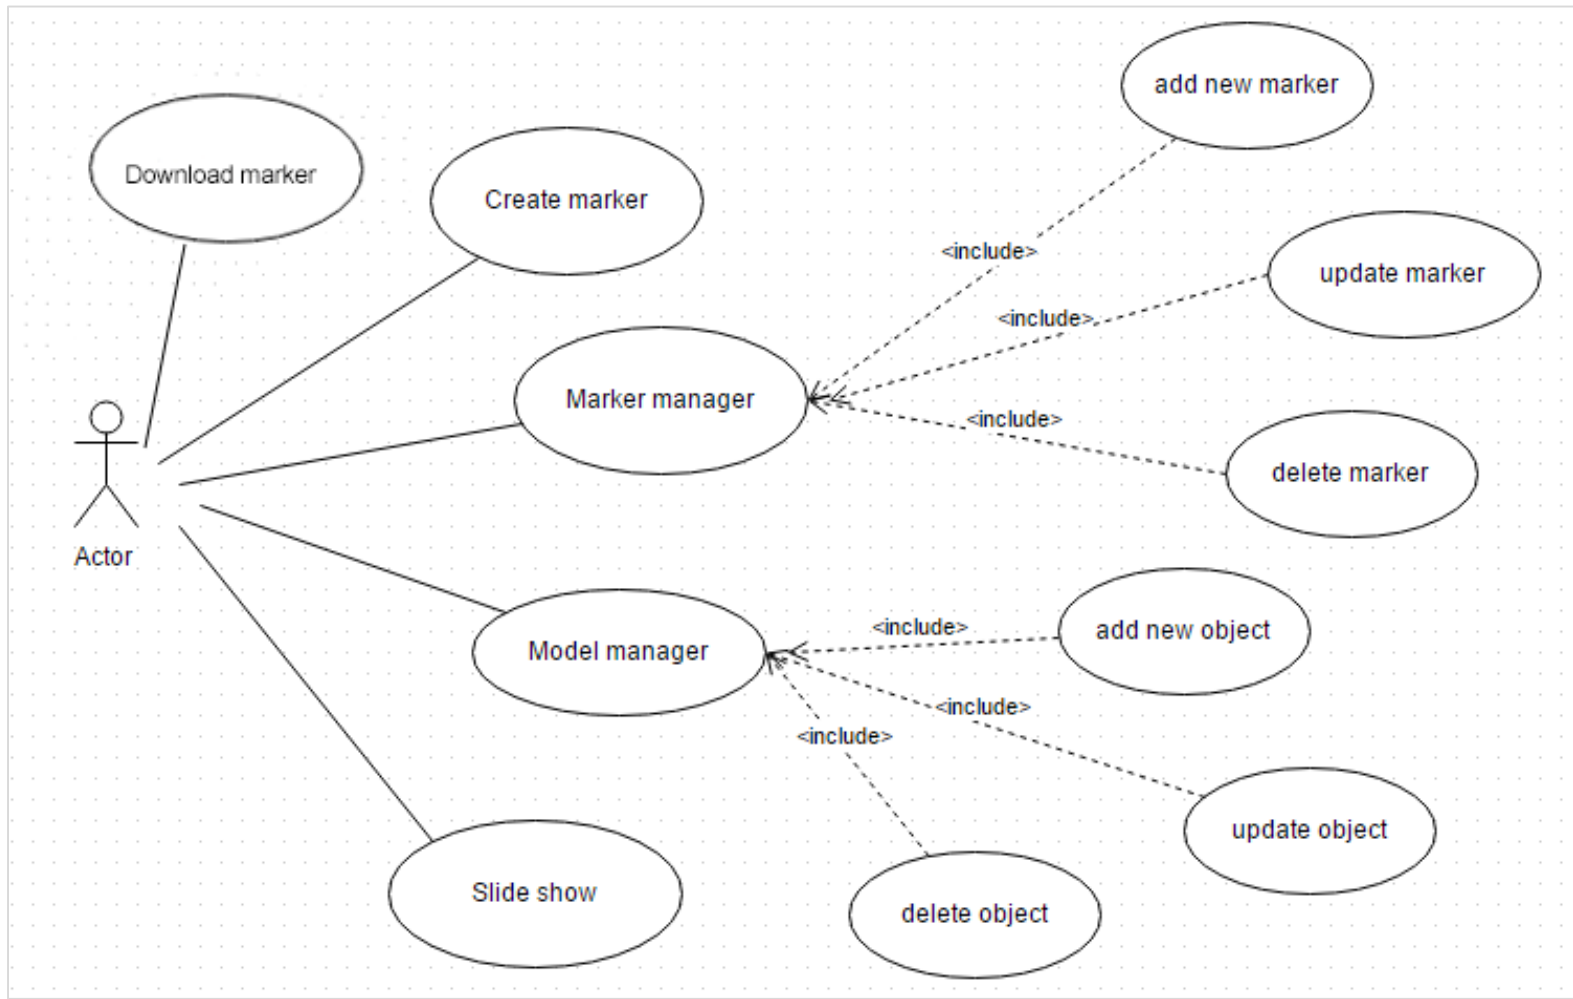 add new marker
Download marker
Create marker
<include>
update marker
<include>
Marker manager
<include>
delete marker
Actor
<include>
add new object
Model manager
<include>
<include>
update object
Slide show
delete object